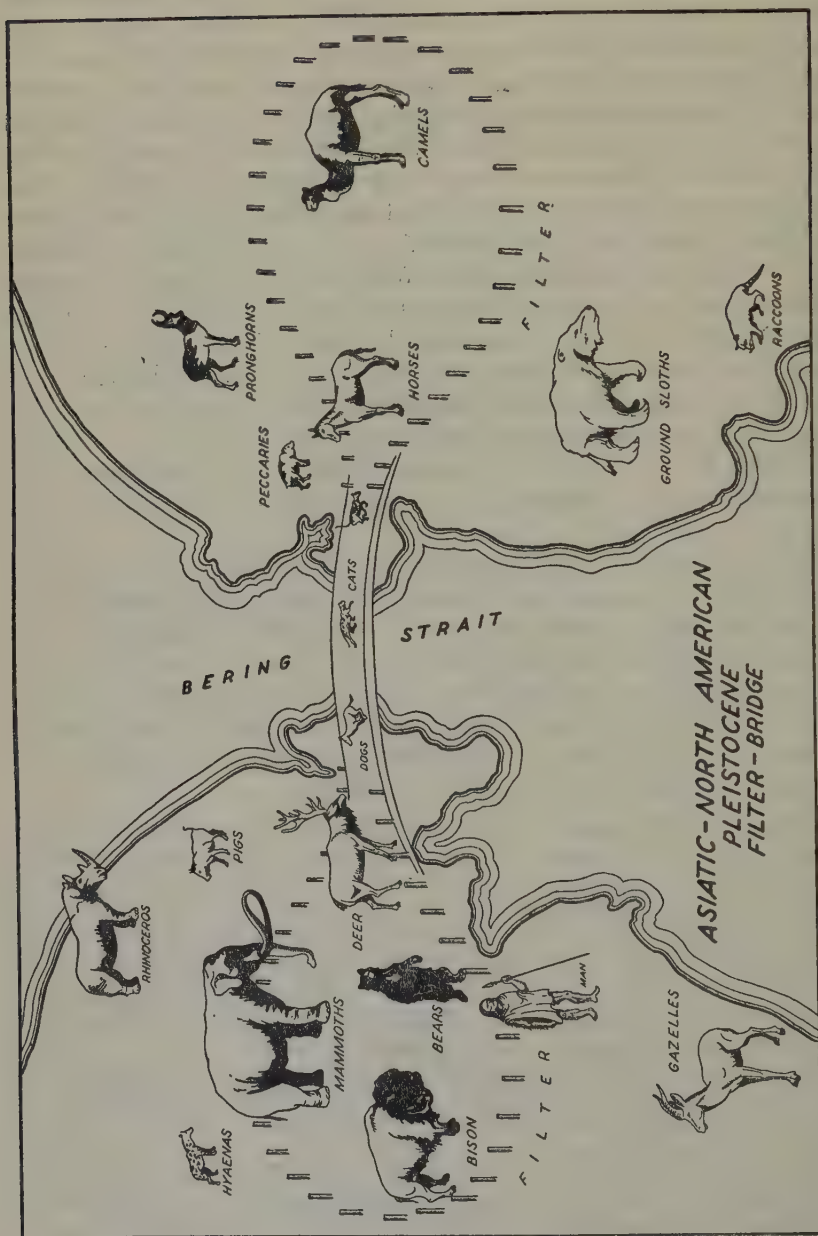 RHINOCEROS
PIGS
HYAENAS
MAMMOTHS
DEER
BEARS
BISON
MAN
GAZELLES
FILTER
DOGS
CATS
BERING
STRAIT
PECCARIES
PRONGHORNS
HORSES
CAMELS
FILTER
GROUND SLOTHS
RACCOONS
ASIATIC-NORTH AMERICAN
PLEISTOCENE
FILTER-BRIDGE